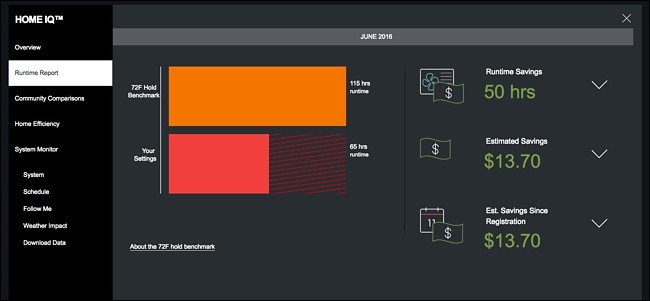 HOME IQ™
Overview
Runtime Report
Community Comparisons
Home Efficiency
System Monitor
System
Schedule
Follow Me
Weather Impact
Download Data
JUNE 2016
72F Hold
Benchmark
115 hrs
runtime
Your
Settings
65 hrs
runtime
About the 72F hold benchmark
$
Runtime Savings
50 hrs
$
Estimated Savings
$13.70
11
$
Est. Savings Since
Registration
$13.70